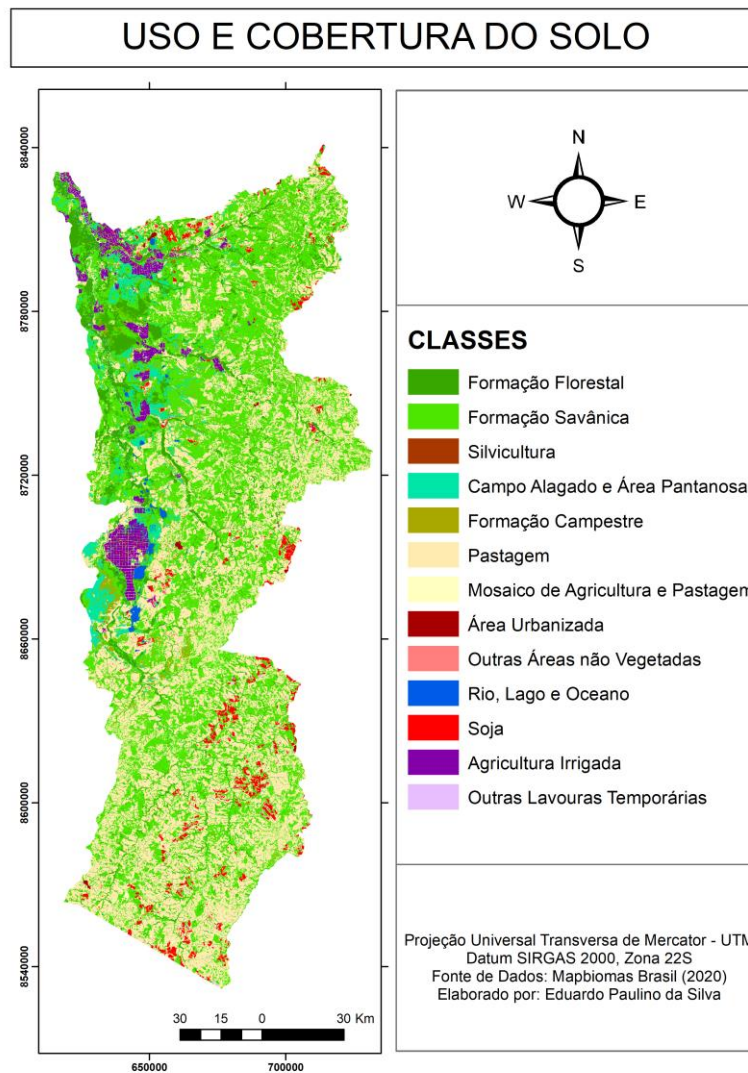 USO E COBERTURA DO SOLO
8840000
8780000
8720000
8660000
8600000
8540000
30 15 0 30 Km
650000 700000
N
W E
S
CLASSES
Formação Florestal
Formação Savânica
Silvicultura
Campo Alagado e Área Pantanosa
Formação Campestre
Pastagem
Mosaico de Agricultura e Pastagem
Área Urbanizada
Outras Áreas não Vegetadas
Rio, Lago e Oceano
Soja
Agricultura Irrigada
Outras Lavouras Temporárias
Projeção Universal Transversa de Mercator - UTM
Datum SIRGAS 2000, Zona 22S
Fonte de Dados: Mapbiomas Brasil (2020)
Elaborado por: Eduardo Paulino da Silva